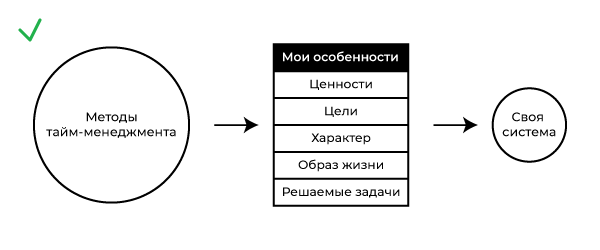 Методы
тайм-менеджмента
Мои особенности
Ценности
Цели
Характер
Образ жизни
Решаемые задачи
Своя
система